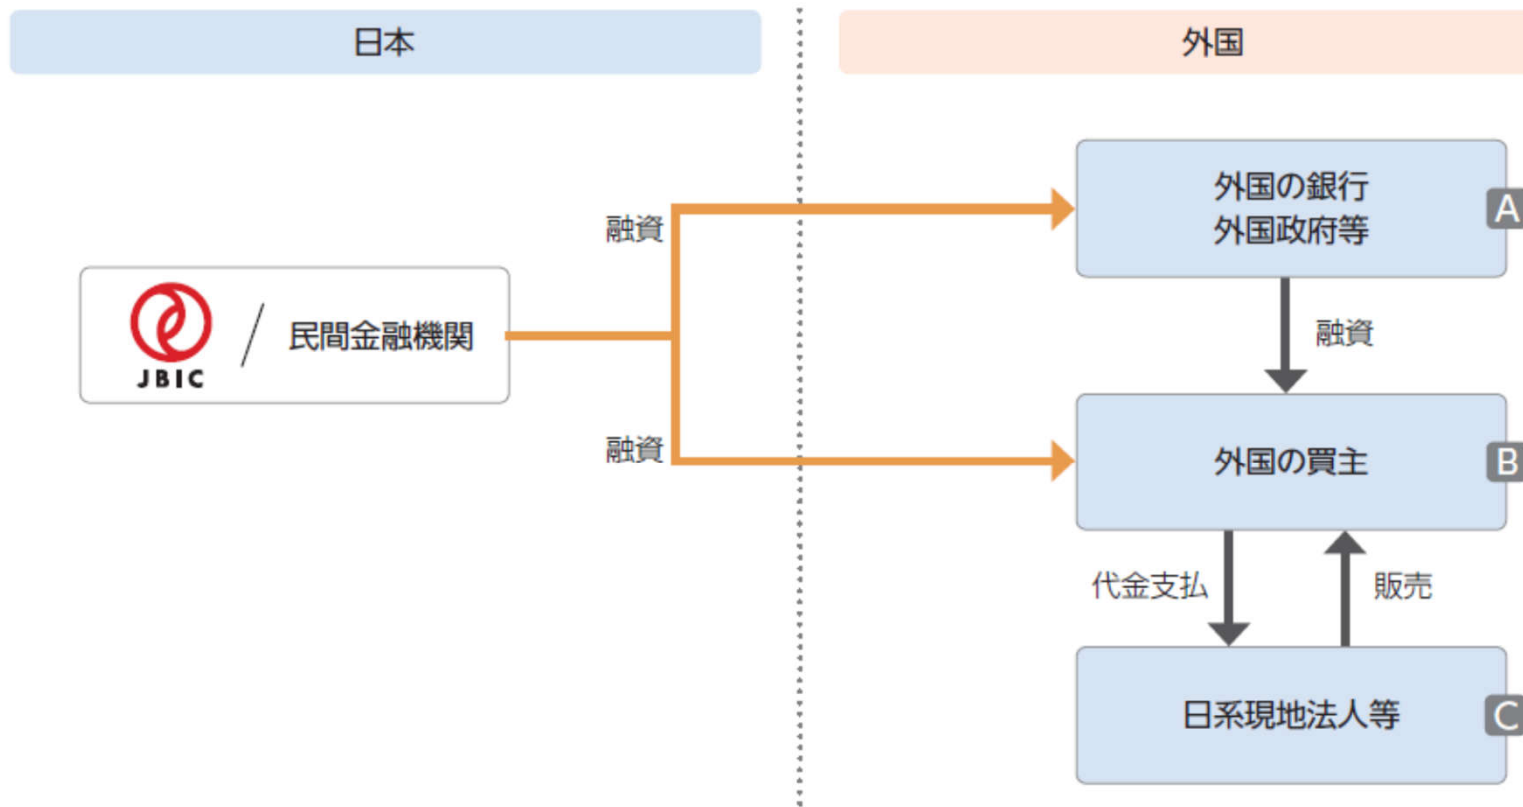 日本
外国
外国の銀行
外国政府等
A
融資
JBIC
民間金融機関
融資
融資
外国の買主
B
代金支払
販売
日系現地法人等
C